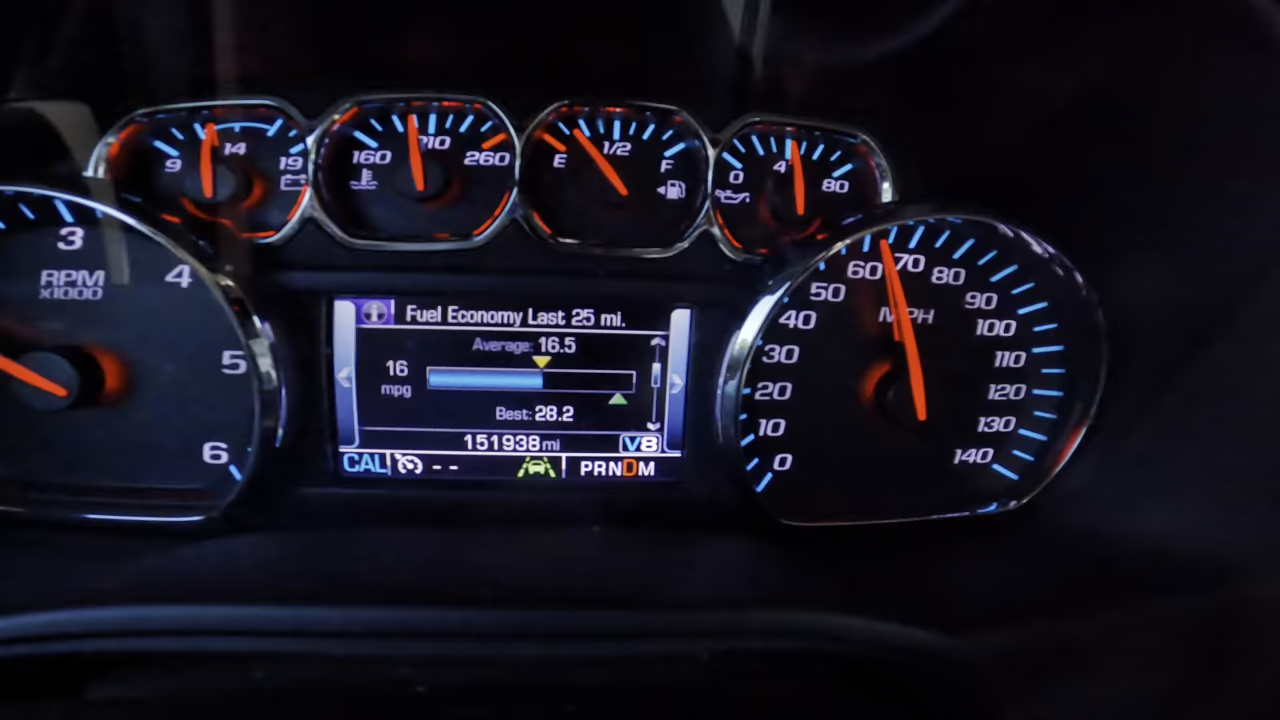 9 14 19
160 210 260
E 1/2 F
0 4 80
3
RPM
x1000
4
5
6
Fuel Economy Last 25 mi.
Average: 16.5
16
mpg
Best: 28.2
151938 mi V8
CAL -- PRNDM
MPH
0
10
20
30
40
50
60
70
80
90
100
110
120
130
140